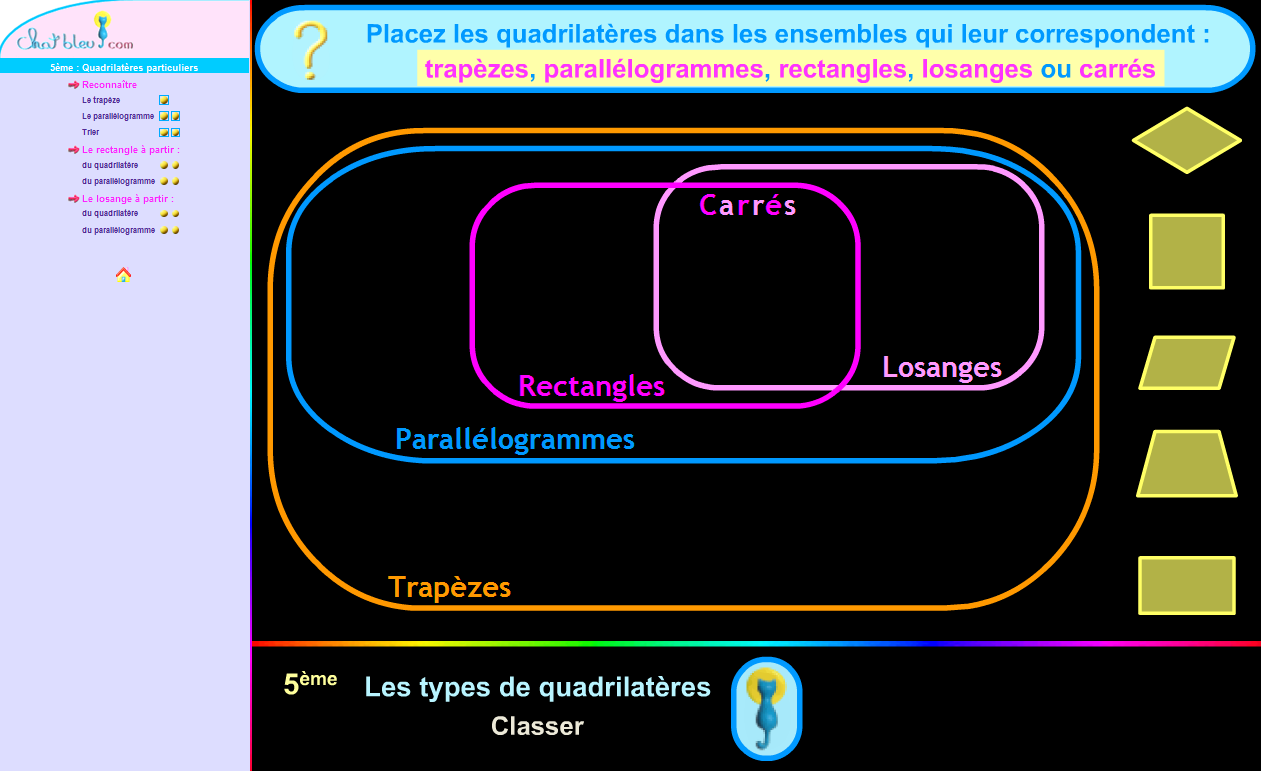 Chat bleu.com
5ème : Quadrilatères particuliers
Reconnaître
Le trapèze
Le parallélogramme
Trier
Le rectangle à partir :
du quadrilatère
du parallélogramme
Le losange à partir :
du quadrilatère
du parallélogramme
?
Placez les quadrilatères dans les ensembles qui leur correspondent :
trapèzes, parallélogrammes, rectangles, losanges ou carrés
Carrés
Losanges
Rectangles
Parallélogrammes
Trapèzes
5ème Les types de quadrilatères
Classer